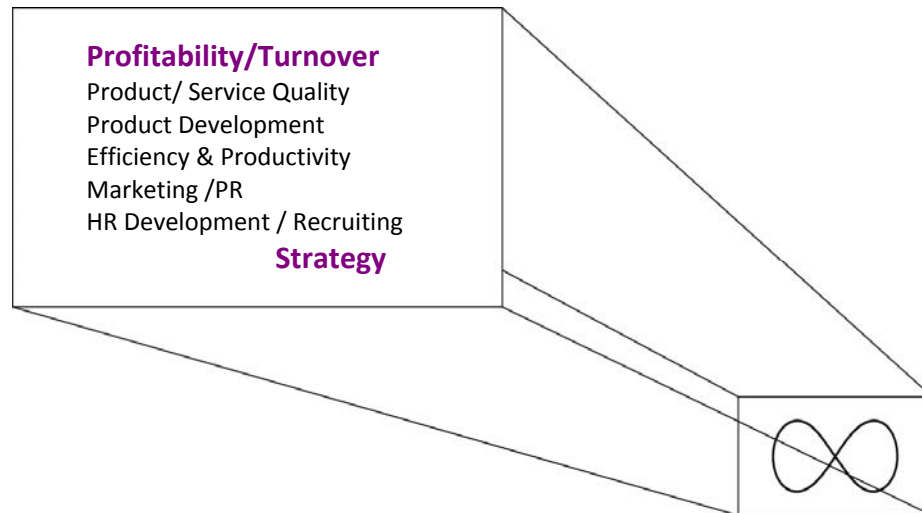 Profitability/Turnover
Product/ Service Quality
Product Development
Efficiency & Productivity
Marketing /PR
HR Development / Recruiting
Strategy